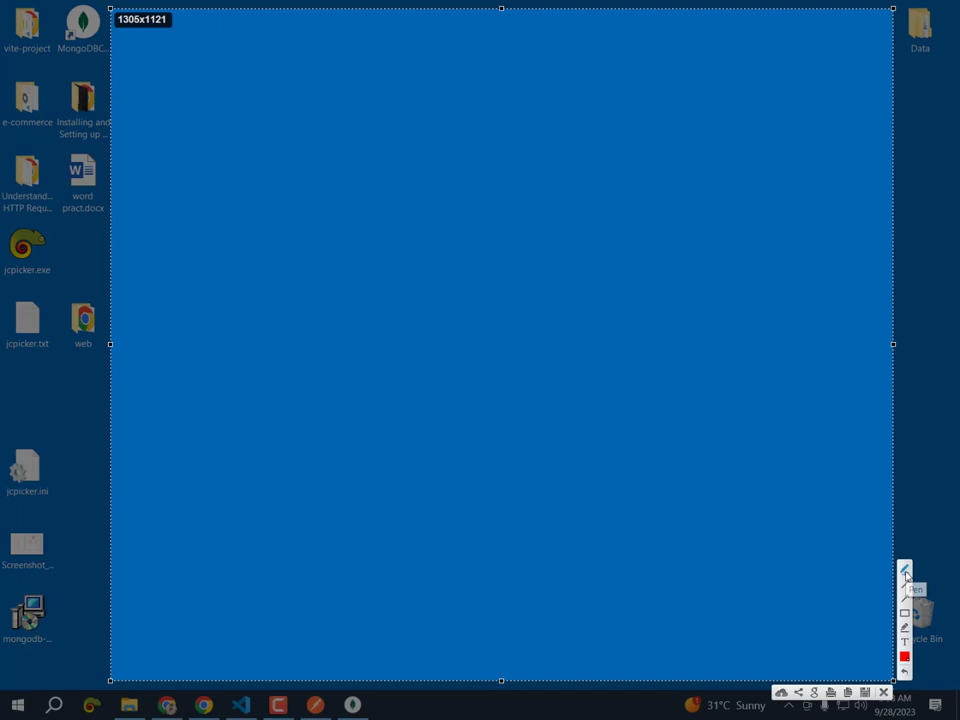 1305x1121
vite-project
MongoDBC...
Data
e-commerce
Installing and
Setting up ...
Understand...
HTTP Requ...
word
pract.docx
jcpicker.exe
jcpicker.txt
web
jcpicker.ini
Screenshot_...
mongodb-...
Pen
T
cycle Bin
31°C Sunny
AM
9/28/2023